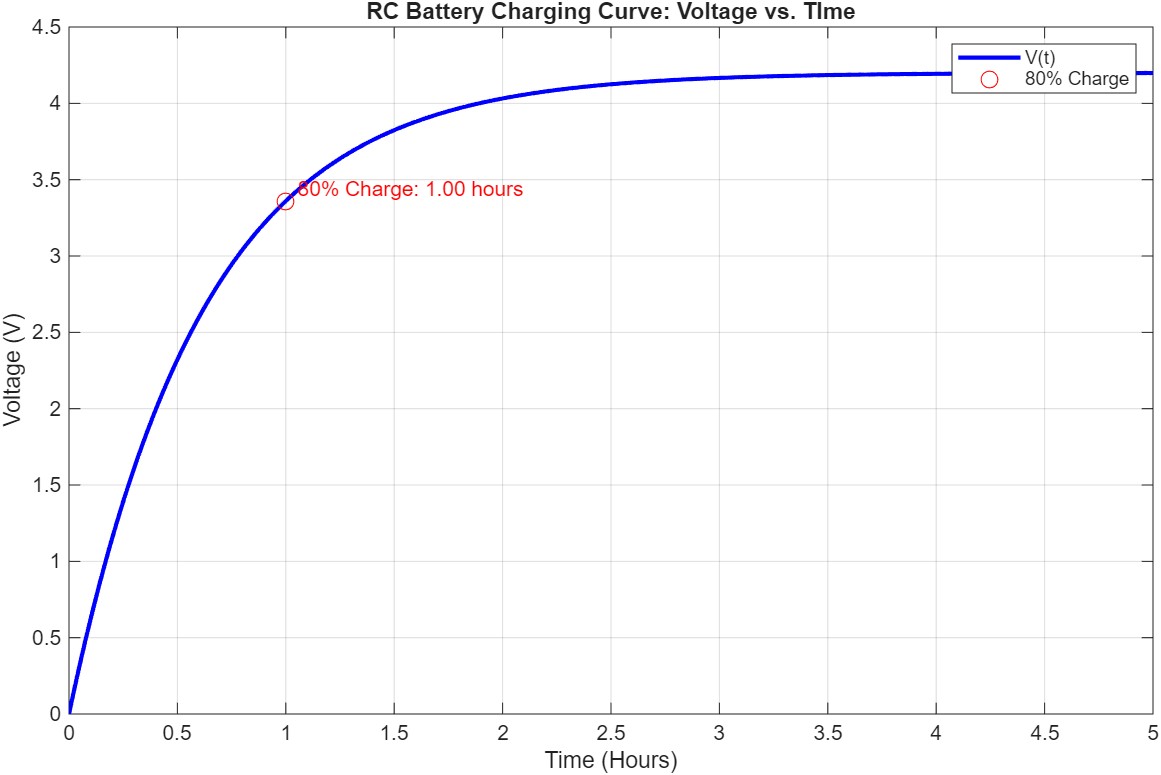 RC Battery Charging Curve: Voltage vs. TIme
4.5
4
3.5
3
2.5
2
1.5
1
0.5
0
Voltage (V)
V(t)
80% Charge
80% Charge: 1.00 hours
0 0.5 1 1.5 2 2.5 3 3.5 4 4.5 5
Time (Hours)